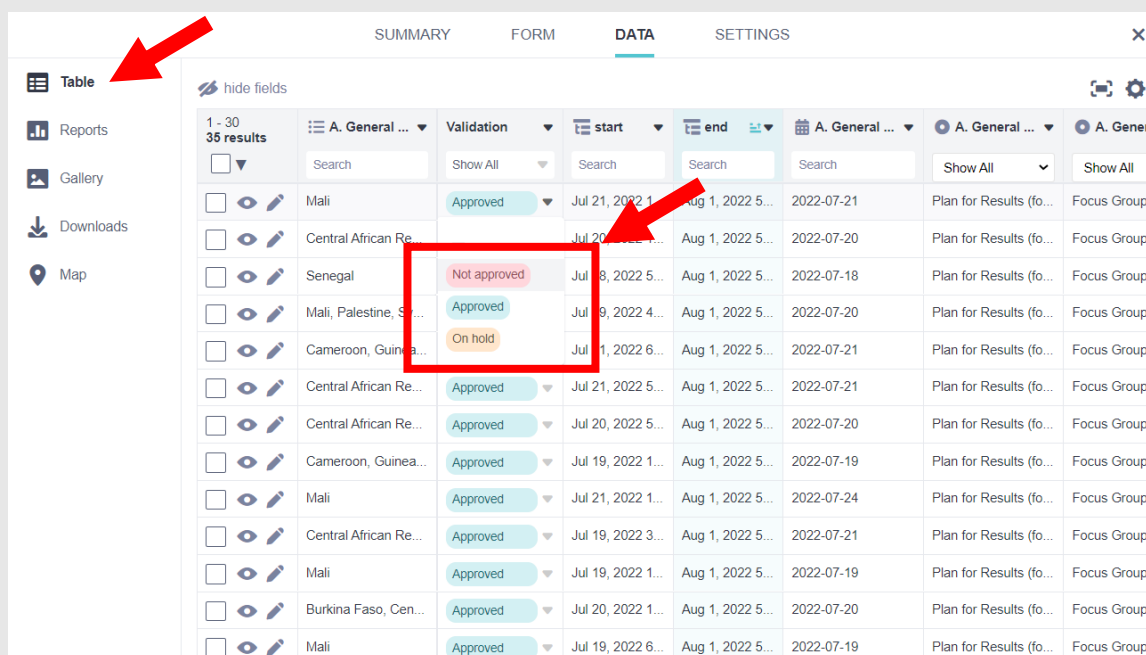 SUMMARY FORM DATA SETTINGS
Table
Reports
Gallery
Downloads
Map
hide fields
1 - 30
35 results
A. General ... Validation start end A. General ... A. General ... A. Gener
Search Show All Search Search Search Show All Show All
Mali Approved Jul 21, 2022 1... Aug 1, 2022 5... 2022-07-21 Plan for Results (fo... Focus Group
Central African Re... Jul 20, Aug 1, 2022 5... 2022-07-20 Plan for Results (fo... Focus Group
Senegal Not approved 8, 2022 5... Aug 1, 2022 5... 2022-07-18 Plan for Results (fo... Focus Group
Mali, Palestine, Approved 9, 2022 4... Aug 1, 2022 5... 2022-07-20 Plan for Results (fo... Focus Group
On hold
Cameroon, Guinea... 1, 2022 6... Aug 1, 2022 5... 2022-07-21 Plan for Results (fo... Focus Group
Central African Re... Approved Jul 21, 2022 5... Aug 1, 2022 5... 2022-07-21 Plan for Results (fo... Focus Group
Central African Re... Approved Jul 20, 2022 5... Aug 1, 2022 5... 2022-07-20 Plan for Results (fo... Focus Group
Cameroon, Guinea... Approved Jul 19, 2022 1... Aug 1, 2022 5... 2022-07-19 Plan for Results (fo... Focus Group
Mali Approved Jul 21, 2022 1... Aug 1, 2022 5... 2022-07-24 Plan for Results (fo... Focus Group
Central African Re... Approved Jul 19, 2022 3... Aug 1, 2022 5... 2022-07-21 Plan for Results (fo... Focus Group
Mali Approved Jul 19, 2022 1... Aug 1, 2022 5... 2022-07-19 Plan for Results (fo... Focus Group
Burkina Faso, Cen... Approved Jul 20, 2022 1... Aug 1, 2022 5... 2022-07-20 Plan for Results (fo... Focus Group
Mali Approved Jul 19, 2022 6... Aug 1, 2022 5... 2022-07-19 Plan for Results (fo... Focus Group